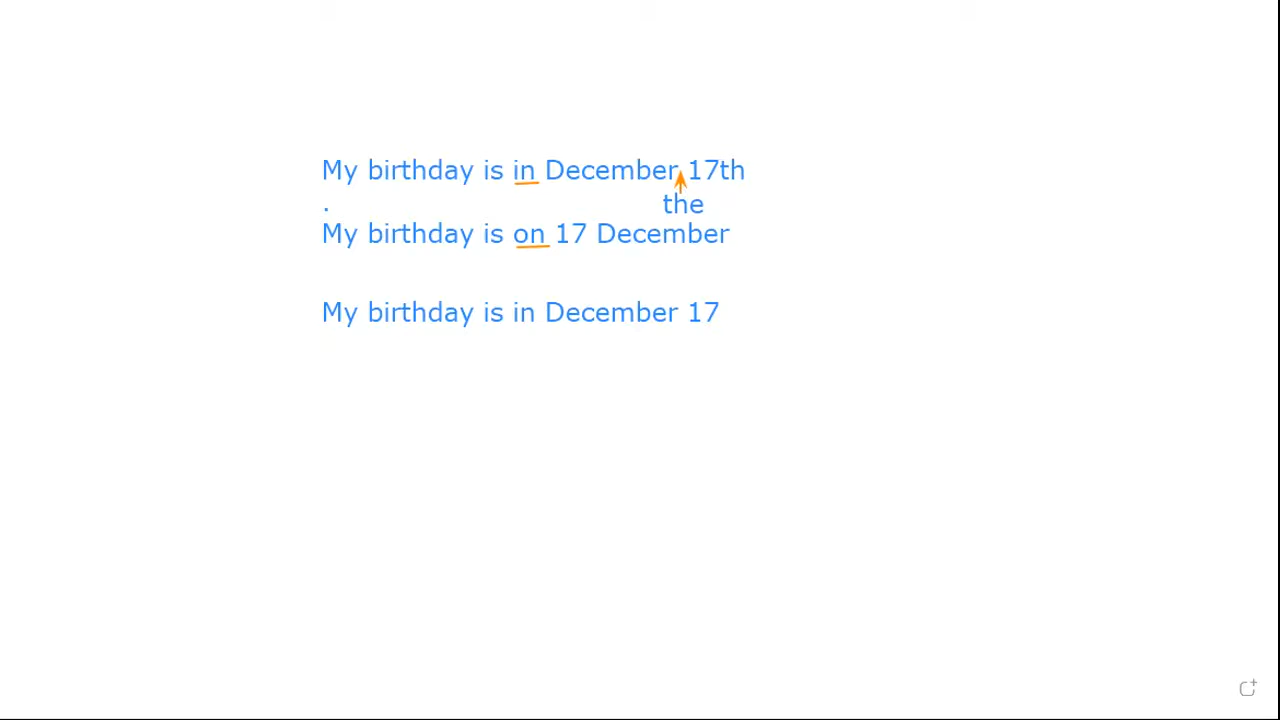 My birthday is in December 17th
. the
My birthday is on 17 December
My birthday is in December 17